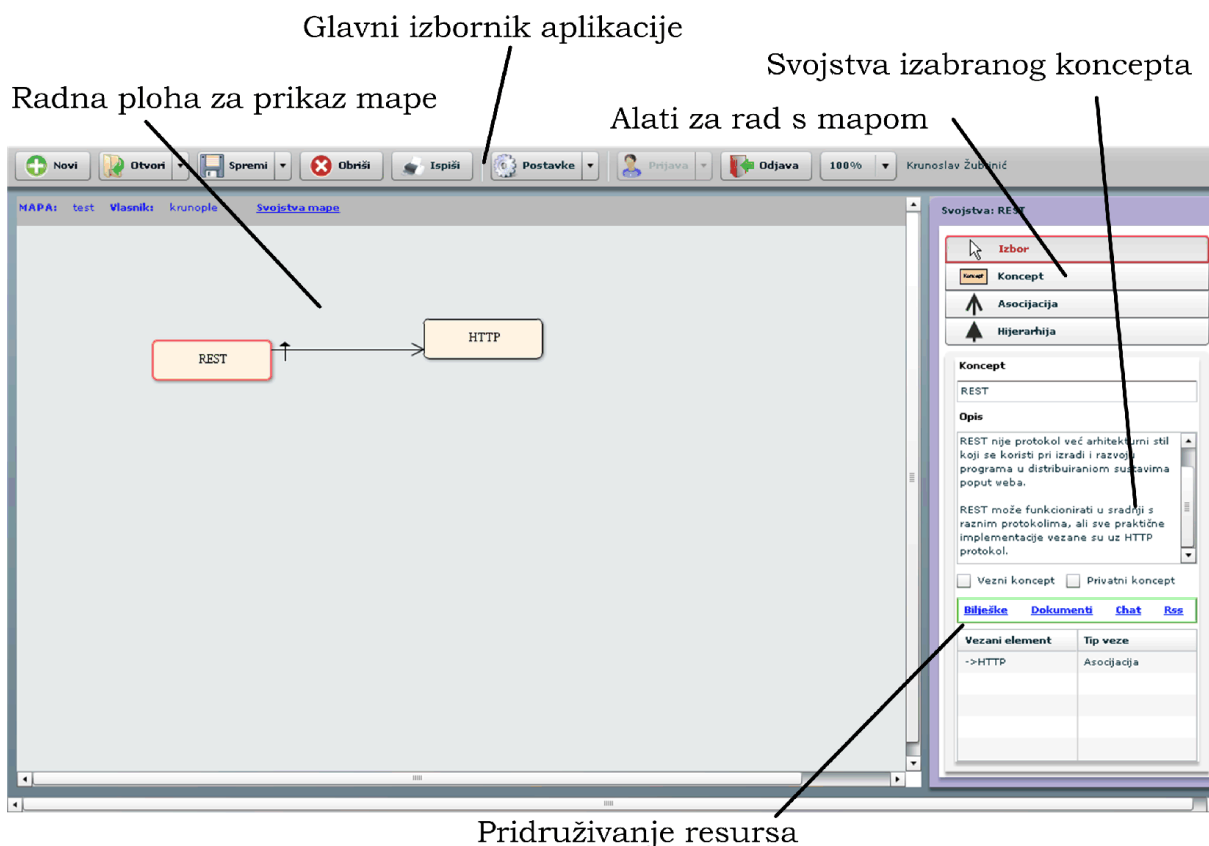 Glavni izbornik aplikacije
Svojstva izabranog koncepta
Radna ploha za prikaz mape
Alati za rad s mapom
Novi Otvori Spremi Obriši Ispiši Postavke Prijava Odjava 100% Krunoslav Žubrinić
MAPA: test Vlasnik: krunople Svojstva mape
Svojstva: REST
Izbor
Koncept Koncept
Asocijacija
Hijerarhija
HTTP
REST
Koncept
REST
Opis
REST nije protokol već arhitekturni stil
koji se koristi pri izradi i razvoju
programa u distribuiraniom sustavima
poput weba.
REST može funkcionirati u sradnji s
raznim protokolima, ali sve praktične
implementacije vezane su uz HTTP
protokol.
Vezni koncept Privatni koncept
Bilješke Dokumenti Chat Rss
Vezani element Tip veze
->HTTP Asocijacija
Pridruživanje resursa